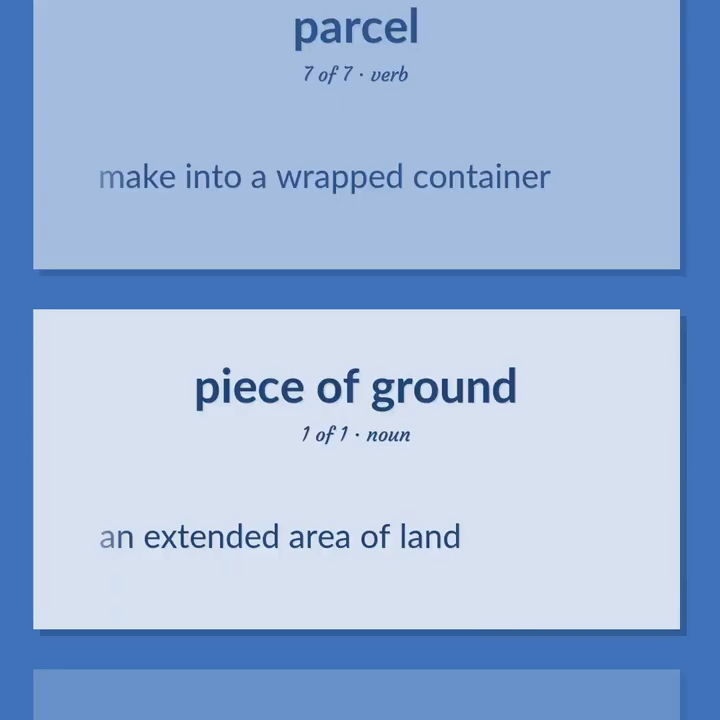 parcel
7 of 7 · verb
make into a wrapped container
piece of ground
1 of 1 · noun
an extended area of land